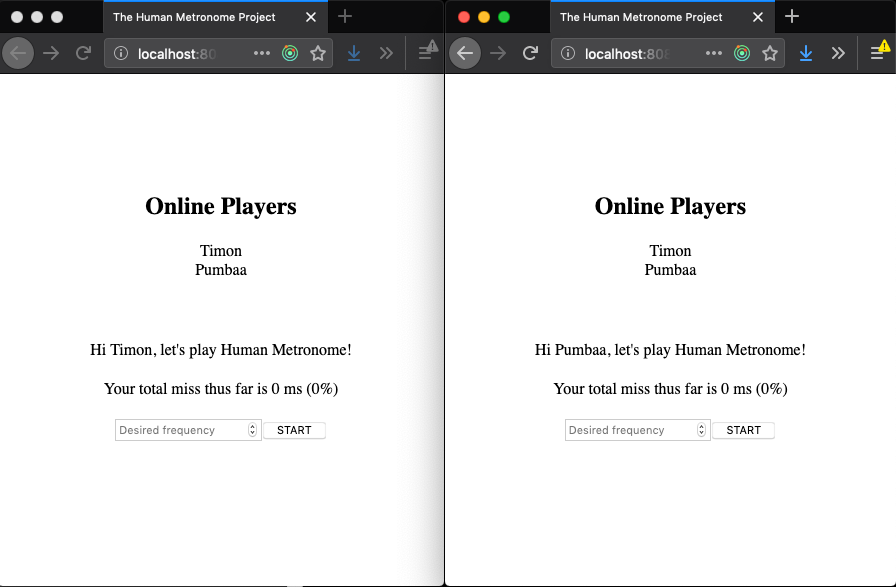 The Human Metronome Project
localhost:80
Online Players
Timon
Pumbaa
Hi Timon, let's play Human Metronome!
Your total miss thus far is 0 ms (0%)
Desired frequency
START
The Human Metronome Project
localhost:808
Online Players
Timon
Pumbaa
Hi Pumbaa, let's play Human Metronome!
Your total miss thus far is 0 ms (0%)
Desired frequency
START